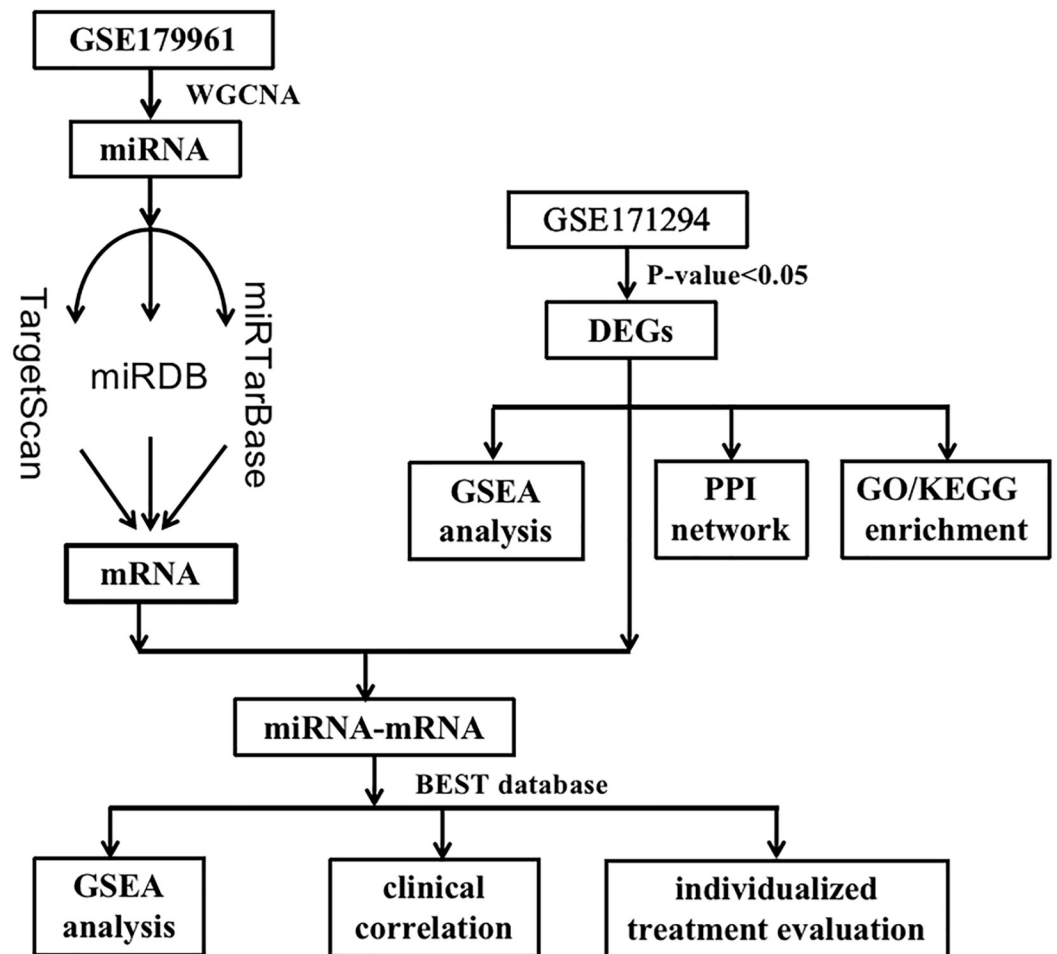 GSE179961
WGCNA
miRNA
TargetScan
miRDB
miRTarBase
mRNA
GSE171294
P-value<0.05
DEGs
GSEA
analysis
PPI
network
GO/KEGG
enrichment
miRNA-mRNA
BEST database
GSEA
analysis
clinical
correlation
individualized
treatment evaluation